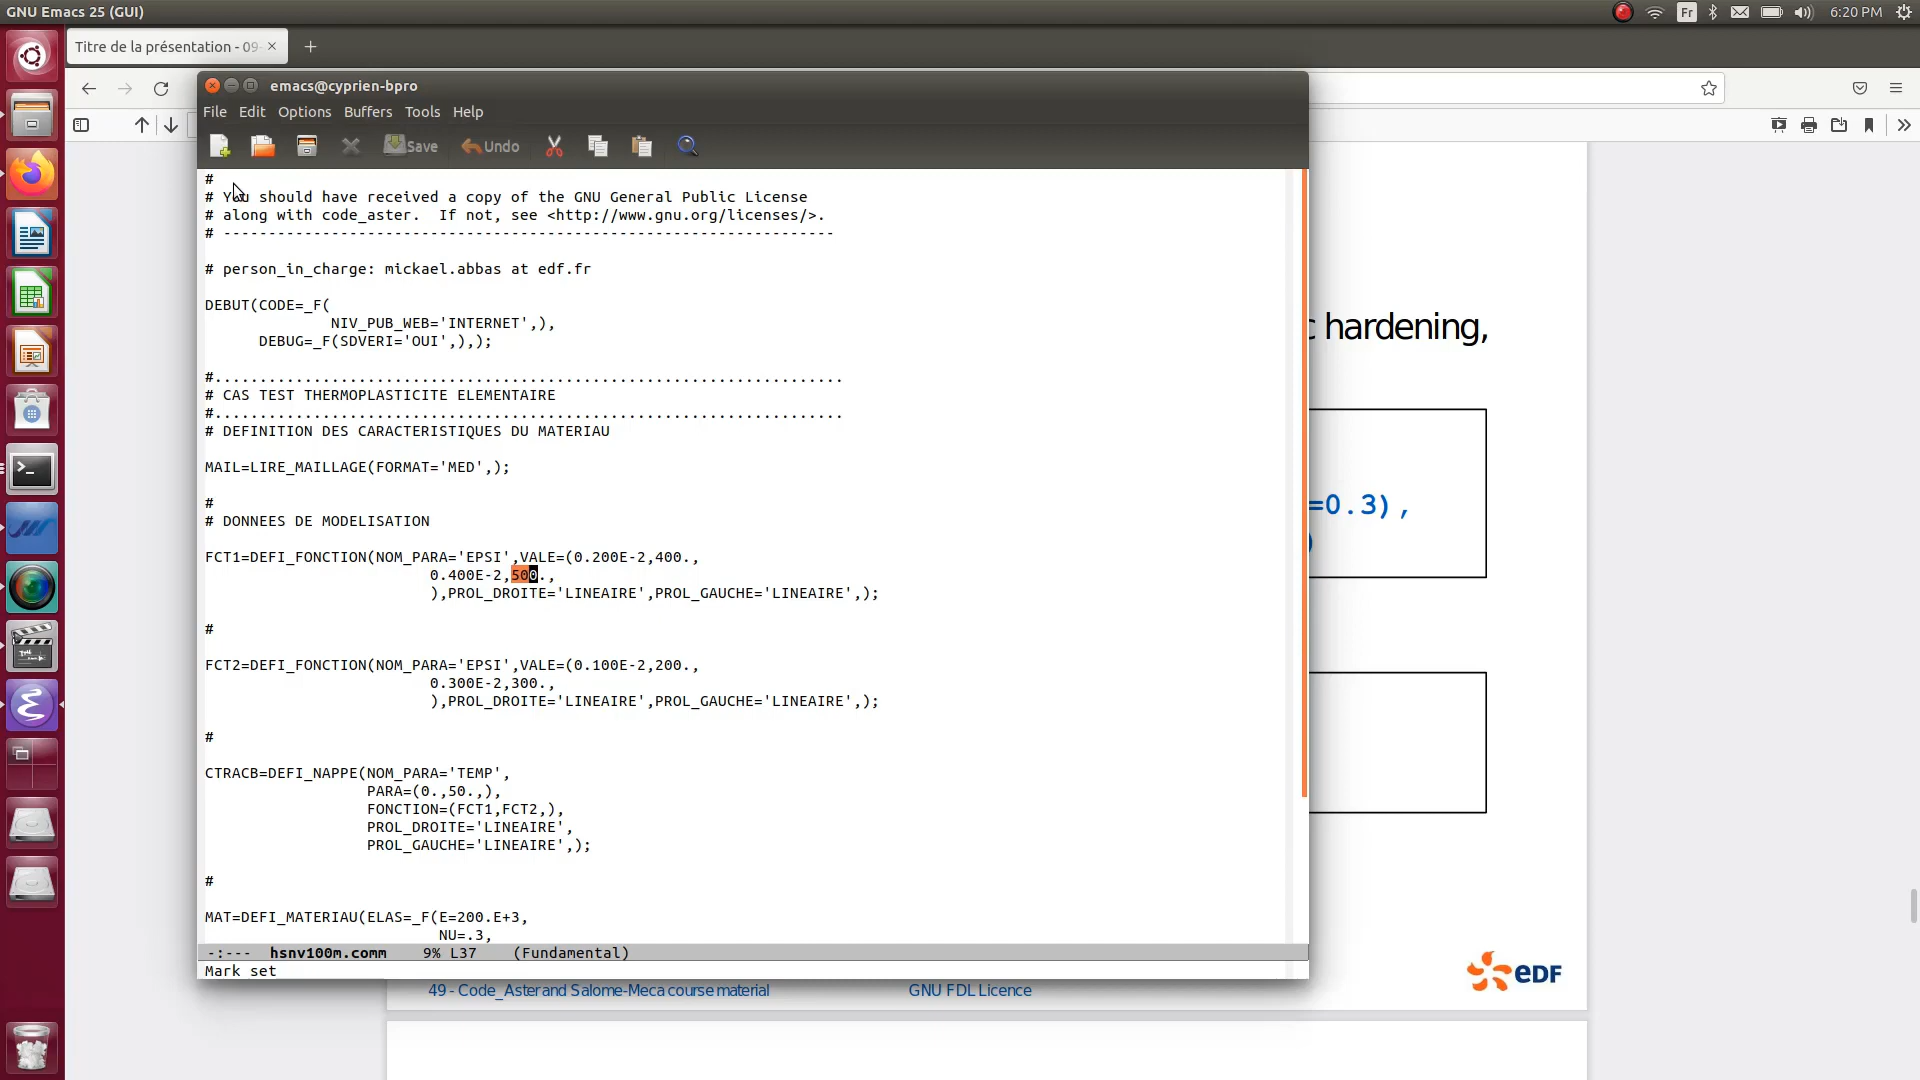 GNU Emacs 25 (GUI)
Fr
6:20 PM
Titre de la présentation - 09-
emacs@cyprien-bpro
File Edit Options Buffers Tools Help
Save
Undo
#
# You should have received a copy of the GNU General Public License
# along with code_aster.  If not, see <http://www.gnu.org/licenses/>.
# --------------------------------------------------------------------
# person_in_charge: mickael.abbas at edf.fr
DEBUT(CODE=_F(
NIV_PUB_WEB='INTERNET',),
DEBUG=_F(SDVERI='OUI',),);
#......................................................................
# CAS TEST THERMOPLASTICITE ELEMENTAIRE
#......................................................................
# DEFINITION DES CARACTERISTIQUES DU MATERIAU
MAIL=LIRE_MAILLAGE(FORMAT='MED',);
#
# DONNEES DE MODELISATION
FCT1=DEFI_FONCTION(NOM_PARA='EPSI',VALE=(0.200E-2,400.,
0.400E-2,500.,
),PROL_DROITE='LINEAIRE',PROL_GAUCHE='LINEAIRE',);
#
FCT2=DEFI_FONCTION(NOM_PARA='EPSI',VALE=(0.100E-2,200.,
0.300E-2,300.,
),PROL_DROITE='LINEAIRE',PROL_GAUCHE='LINEAIRE',);
#
CTRACB=DEFI_NAPPE(NOM_PARA='TEMP',
PARA=(0.,50.,),
FONCTION=(FCT1,FCT2,),
PROL_DROITE='LINEAIRE',
PROL_GAUCHE='LINEAIRE',);
#
MAT=DEFI_MATERIAU(ELAS=_F(E=200.E+3,
NU=.3,
-:--- hsnv100m.comm 9% L37 (Fundamental)
Mark set
c hardening,
=0.3),
)
EDF
49 - Code_Aster and Salome-Meca course material
GNU FDL Licence